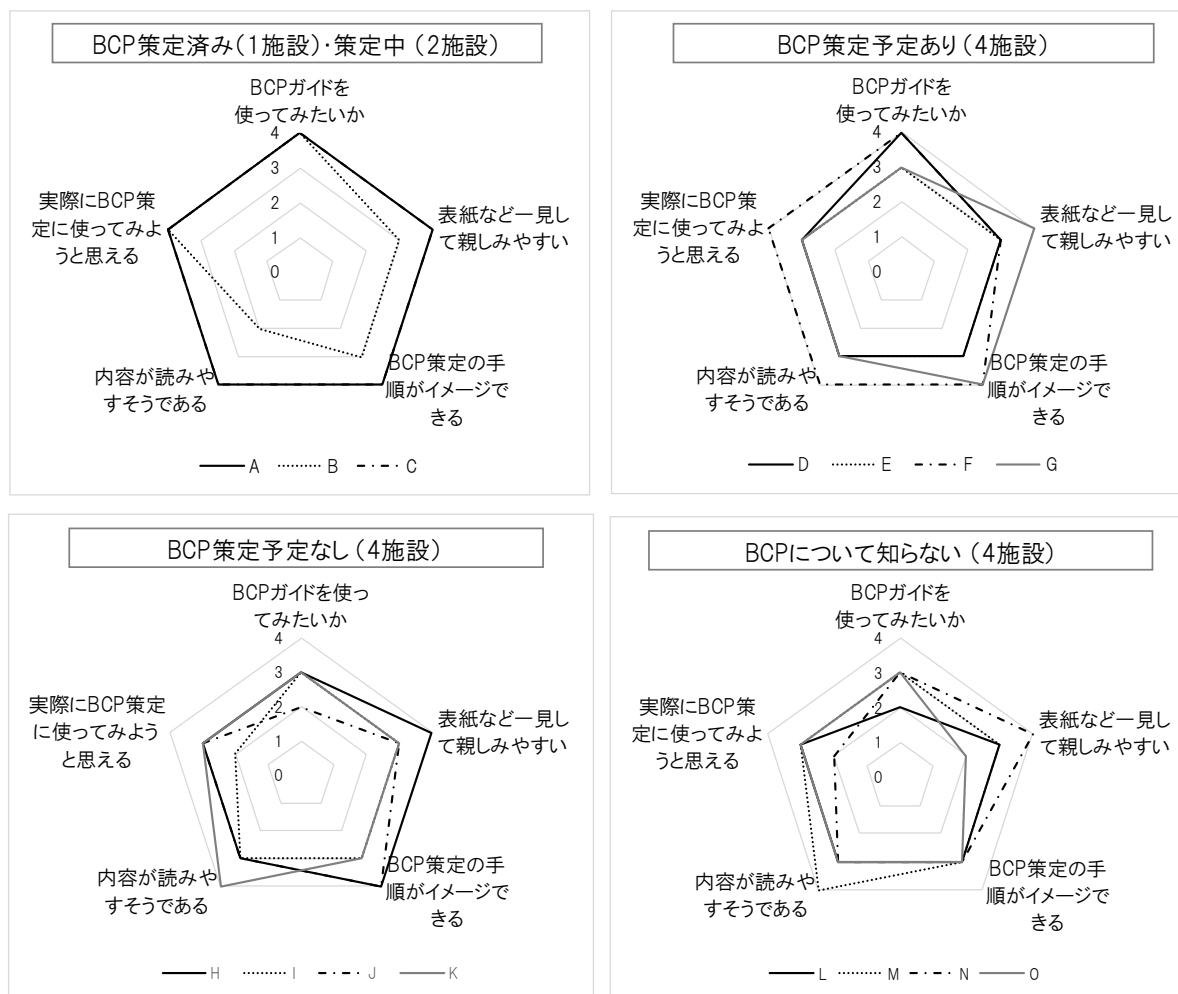 BCP策定済み(1施設)・策定中 (2施設)
BCPガイドを
使ってみたいか
4
3
2
1
0
実際にBCP策
定に使ってみよ
うと思える
表紙など一見し
て親しみやすい
内容が読みや
すそうである
BCP策定の手
順がイメージで
きる
A B C
BCP策定予定あり (4施設)
BCPガイドを
使ってみたいか
4
3
2
1
0
実際にBCP策
定に使ってみよ
うと思える
表紙など一見し
て親しみやすい
内容が読みや
すそうである
BCP策定の手
順がイメージで
きる
D E F G
BCP策定予定なし (4施設)
BCPガイドを使っ
てみたいか
4
3
2
1
0
実際にBCP策定
に使ってみよう
と思える
表紙など一見し
て親しみやすい
内容が読みや
すそうである
BCP策定の手
順がイメージで
きる
H I J K
BCPについて知らない (4施設)
BCPガイドを
使ってみたいか
4
3
2
1
0
実際にBCP策
定に使ってみよ
うと思える
表紙など一見し
て親しみやすい
内容が読みや
すそうである
BCP策定の手
順がイメージで
きる
L M N O